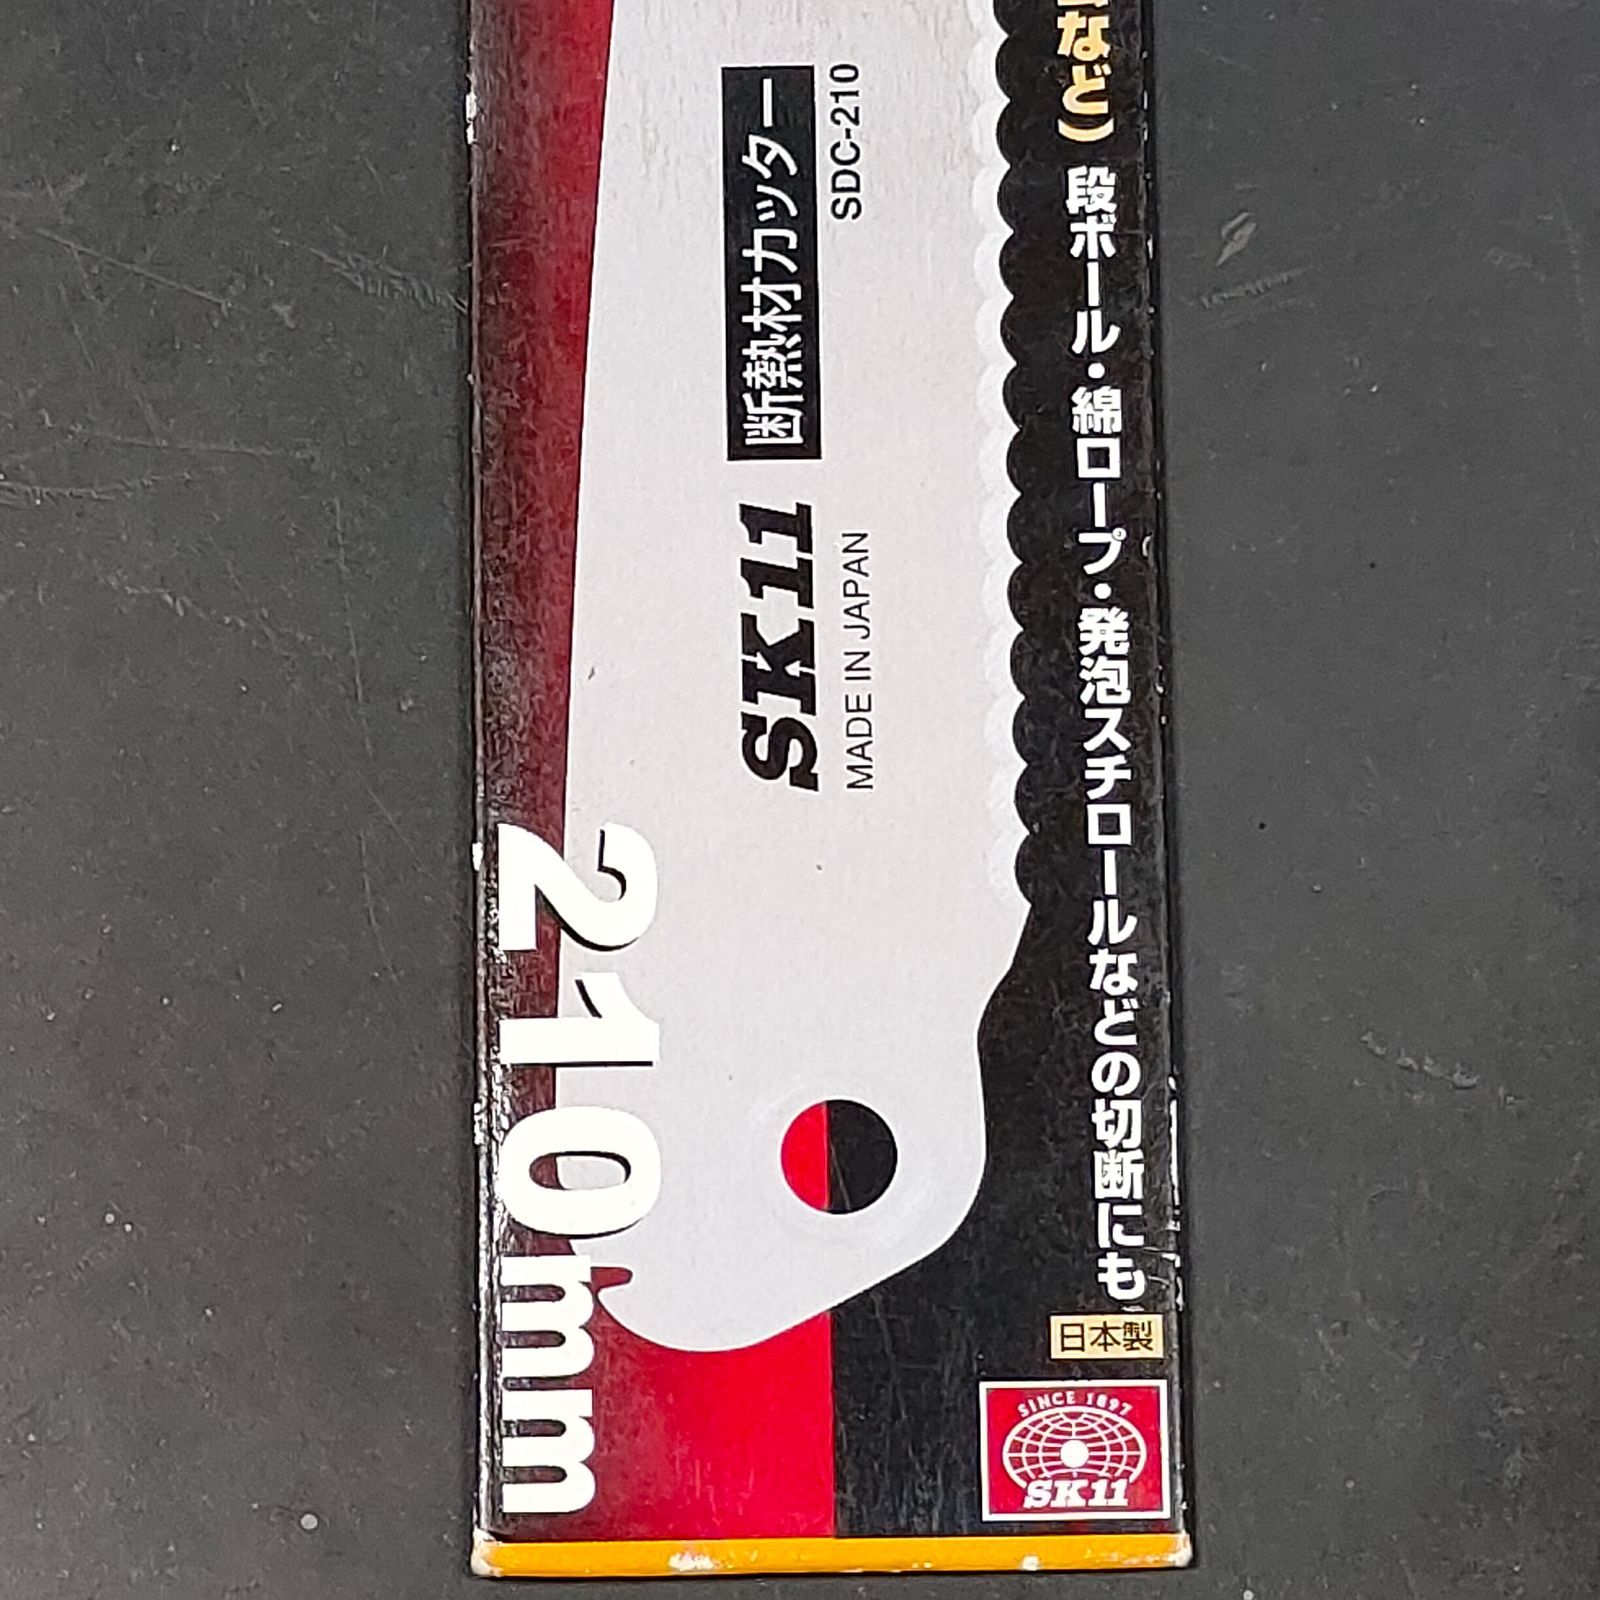 など)段ボール・綿ロープ・発泡スチロールなどの切断にも
断熱材カッター
SDC-210
SK11
MADE IN JAPAN
210mm
日本製
SINCE 1897
SK11